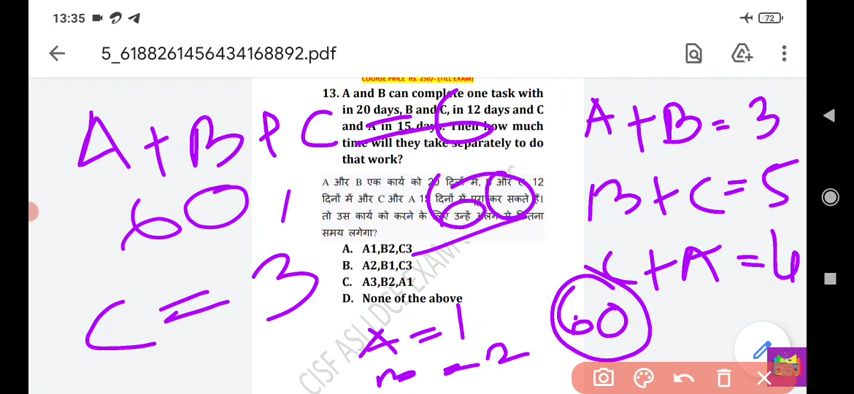 13:35
72
5_6188261456434168892.pdf
COURSE PRICE RS. 250/- (TILL EXAM)
13. A and B can complete one task with
in 20 days, B and C, in 12 days and C
and A in 15 days. Then how much
time will they take separately to do
that work?
A और B एक कार्य को 20 दिनों में, B और C, 12
दिनों में और C और A 15 दिनों में पूरा कर सकते हैं।
तो उस कार्य को करने के लिए उन्हें अलग से कितना
समय लगेगा?
A. A1,B2,C3
B. A2,B1,C3
C. A3,B2,A1
D. None of the above
CISF ASI LDCE EXAM
A+B+C=6
60 1
60
C = 3
A = 1
= 2
A+B=3
B+C=5
C+A=4
60